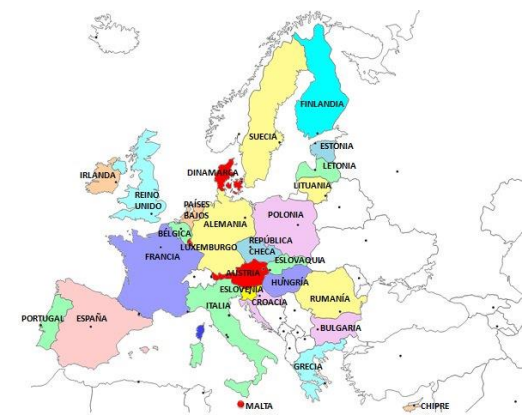 FINLANDIA
SUECIA
ESTONIA
LETONIA
LITUANIA
DINAMARCA
IRLANDA
REINO
UNIDO
PAÍSES
BAJOS
BÉLGICA
LUXEMBURGO
ALEMANIA
POLONIA
REPÚBLICA
CHECA
ESLOVAQUIA
FRANCIA
AUSTRIA
HUNGRÍA
ESLOVENIA
CROACIA
RUMANÍA
ITALIA
BULGARIA
PORTUGAL
ESPAÑA
GRECIA
MALTA
CHIPRE